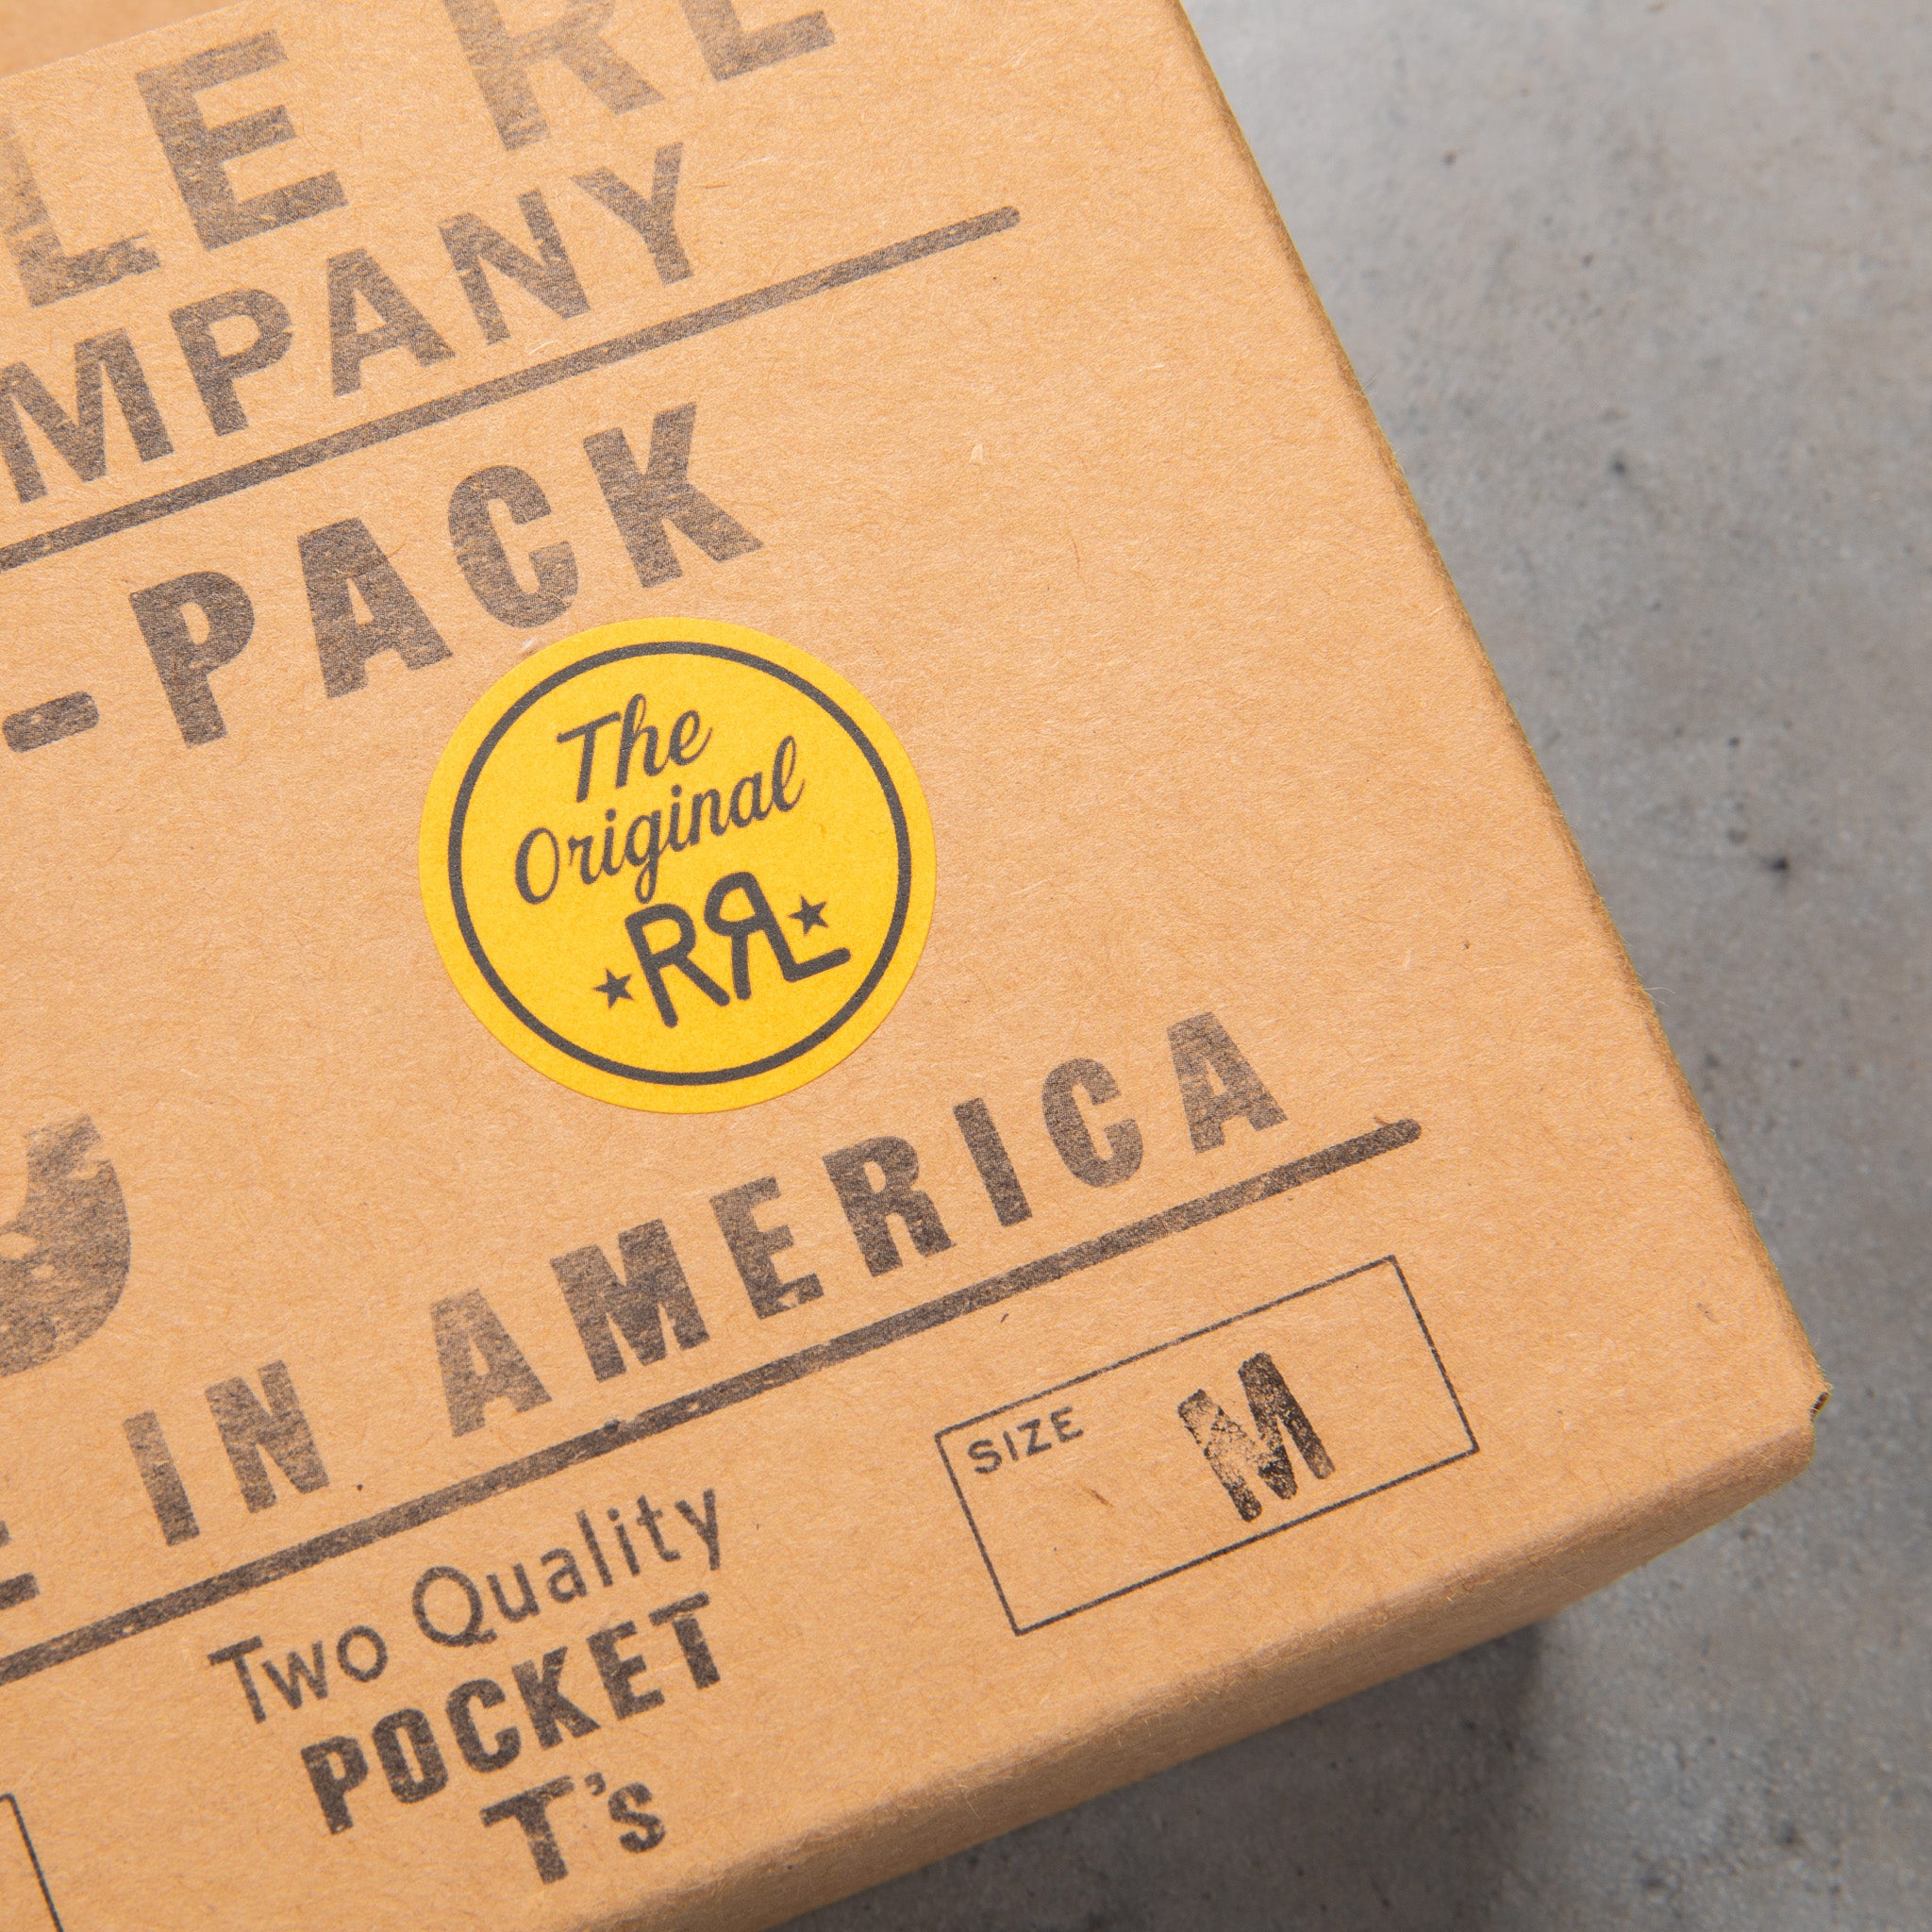 LE RL
MPANY
-PACK
The
Original
RRL
IN AMERICA
SIZE M
Two Quality
POCKET
T's